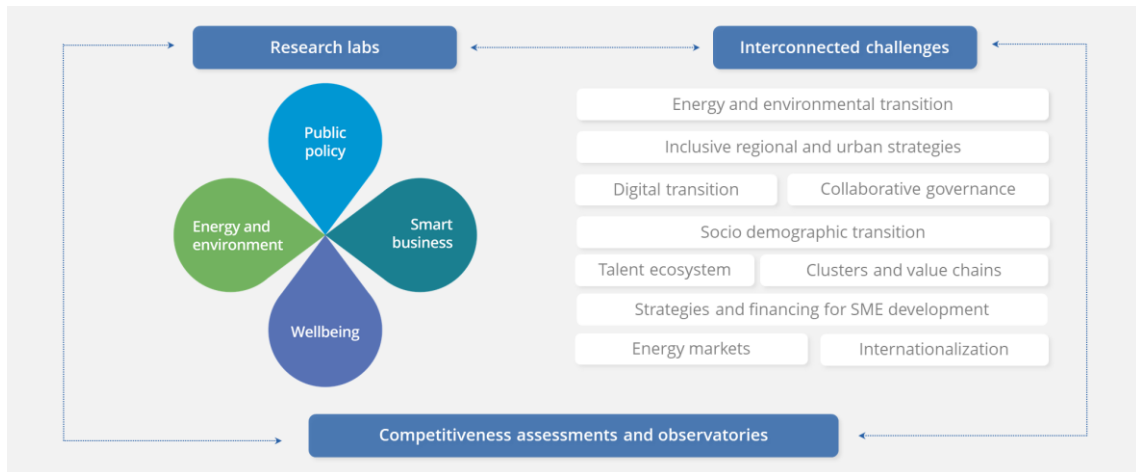 Research labs
Interconnected challenges
Public
policy
Energy and
environment
Smart
business
Wellbeing
Energy and environmental transition
Inclusive regional and urban strategies
Digital transition
Collaborative governance
Socio demographic transition
Talent ecosystem
Clusters and value chains
Strategies and financing for SME development
Energy markets
Internationalization
Competitiveness assessments and observatories